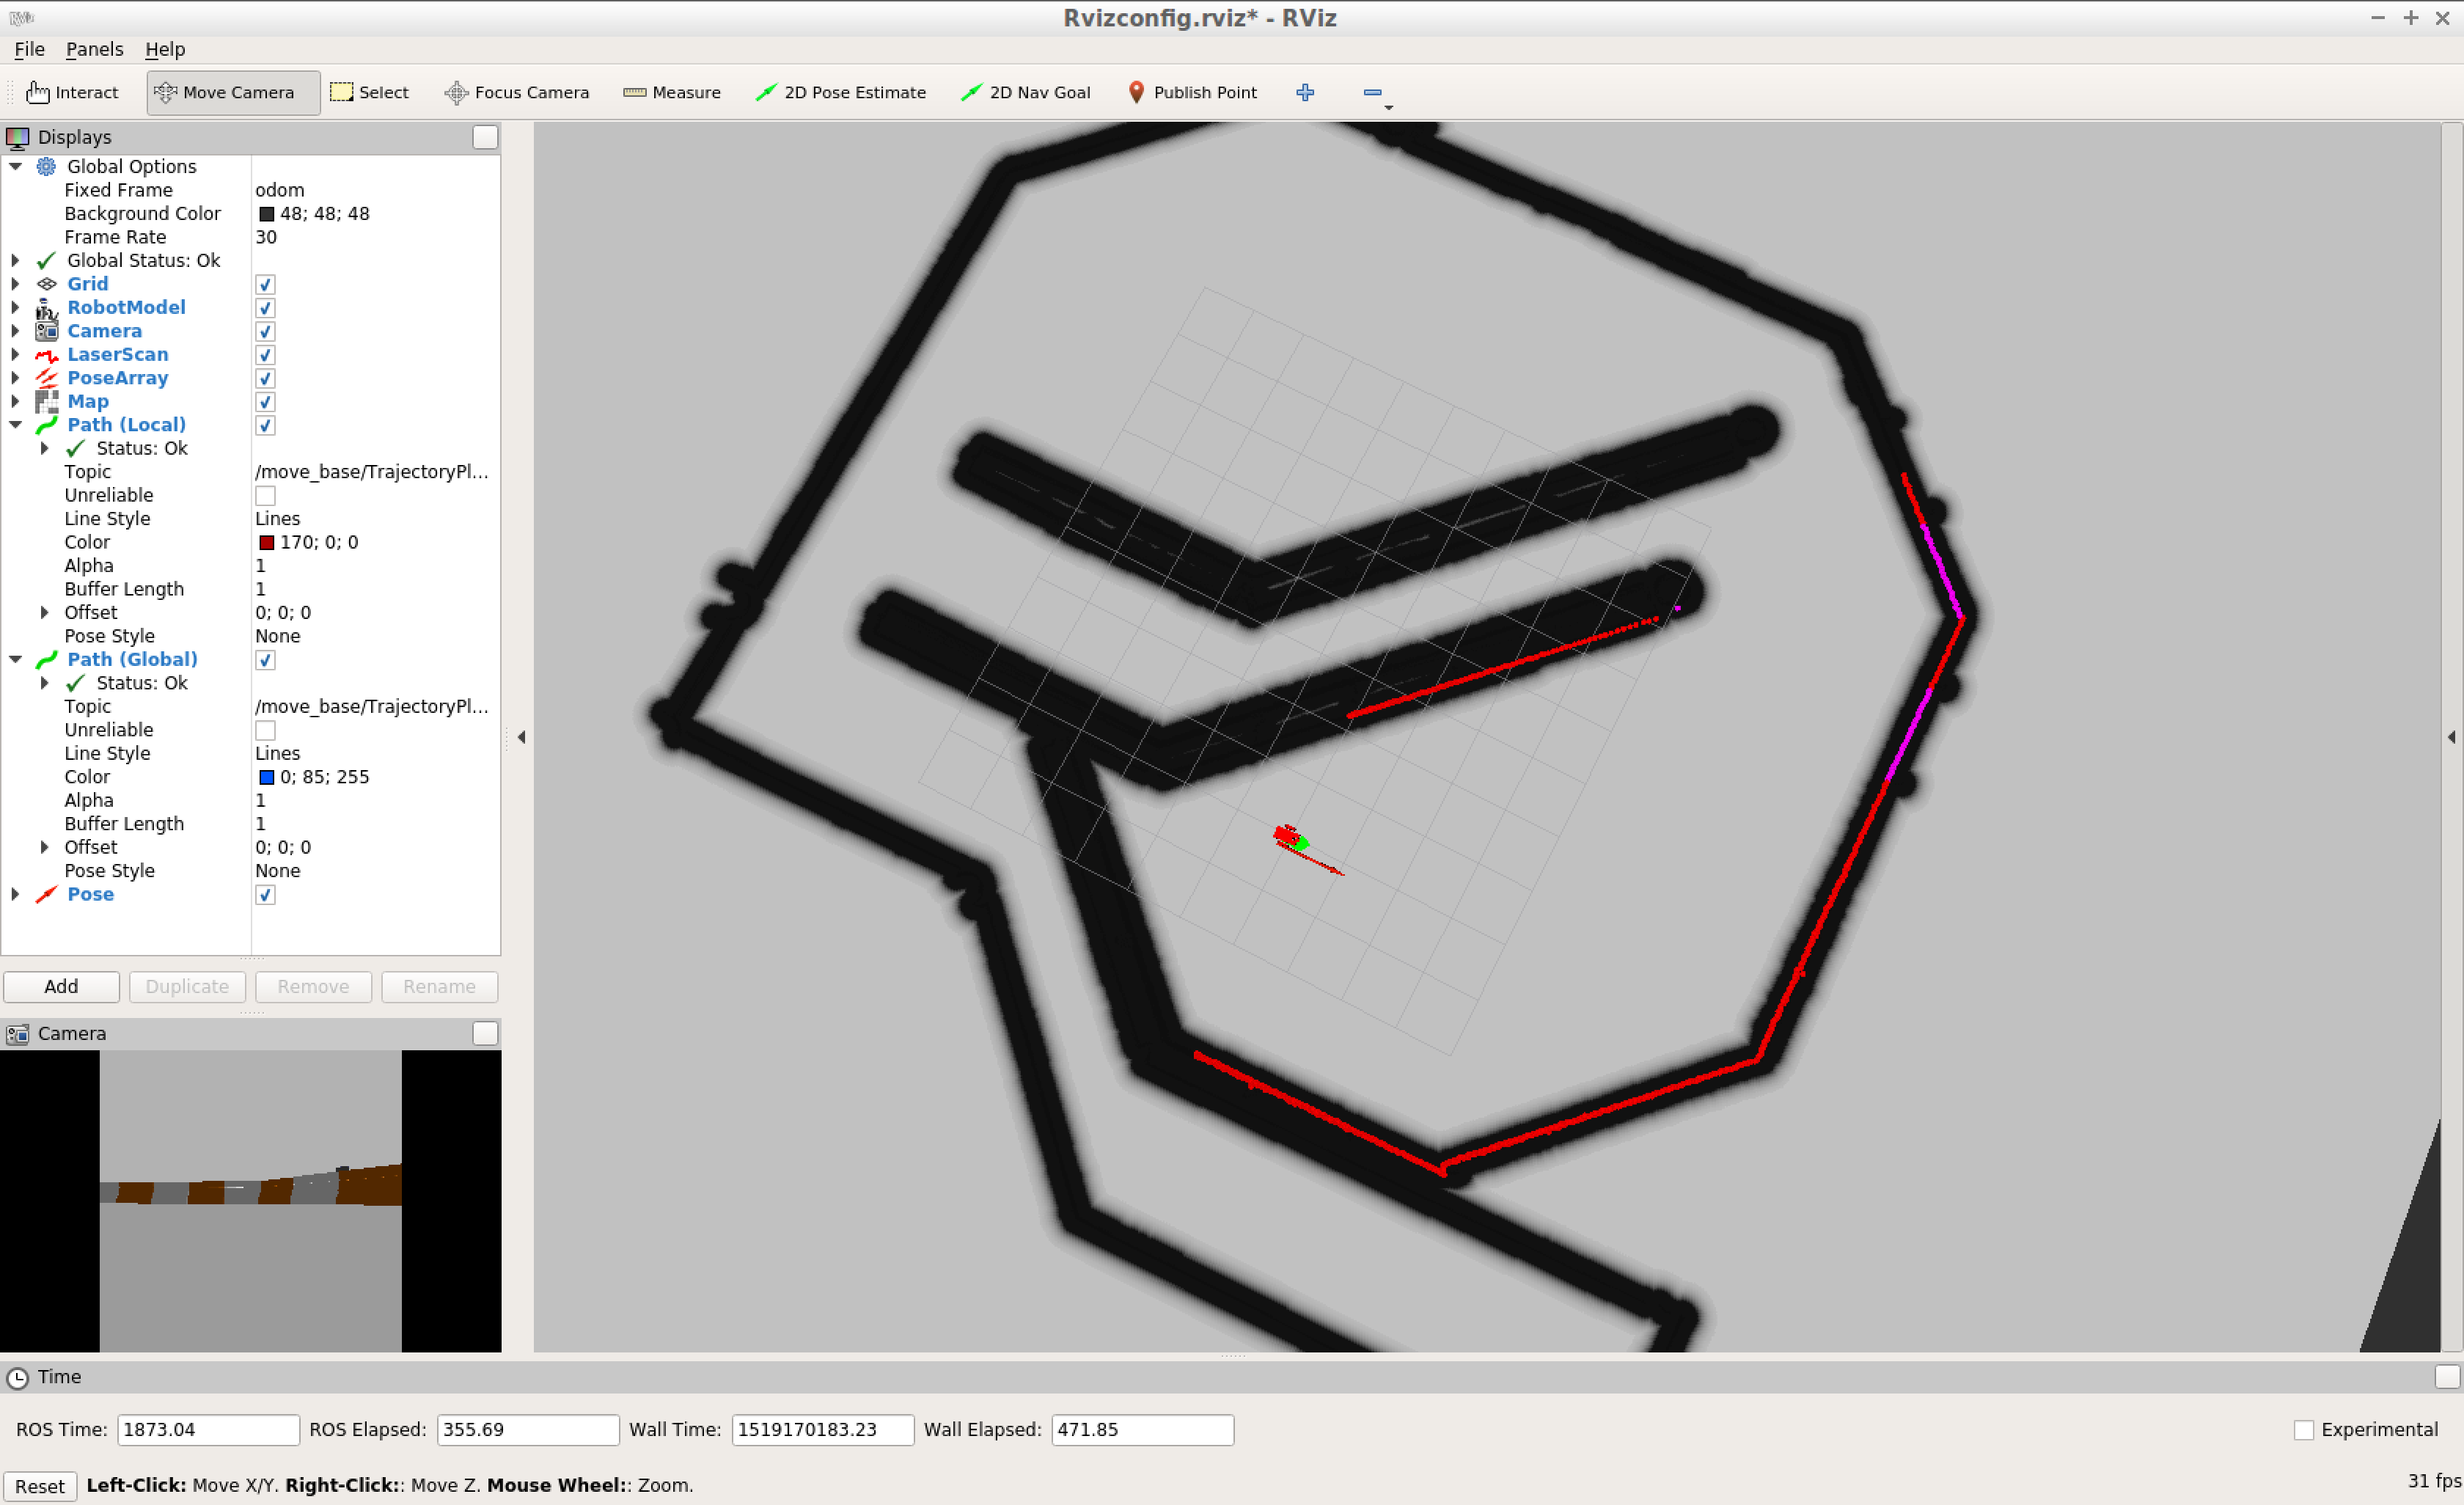 Rvizconfig.rviz* - RViz
File Panels Help
Interact Move Camera Select Focus Camera Measure 2D Pose Estimate 2D Nav Goal Publish Point
Displays
Global Options
Fixed Frame odom
Background Color 48; 48; 48
Frame Rate 30
Global Status: Ok
Grid
RobotModel
Camera
LaserScan
PoseArray
Map
Path (Local)
Status: Ok
Topic /move_base/TrajectoryPl...
Unreliable
Line Style Lines
Color 170; 0; 0
Alpha 1
Buffer Length 1
Offset 0; 0; 0
Pose Style None
Path (Global)
Status: Ok
Topic /move_base/TrajectoryPl...
Unreliable
Line Style Lines
Color 0; 85; 255
Alpha 1
Buffer Length 1
Offset 0; 0; 0
Pose Style None
Pose
Add Duplicate Remove Rename
Camera
Time
ROS Time: 1873.04 ROS Elapsed: 355.69 Wall Time: 1519170183.23 Wall Elapsed: 471.85 Experimental
Reset Left-Click: Move X/Y. Right-Click:: Move Z. Mouse Wheel:: Zoom. 31 fps